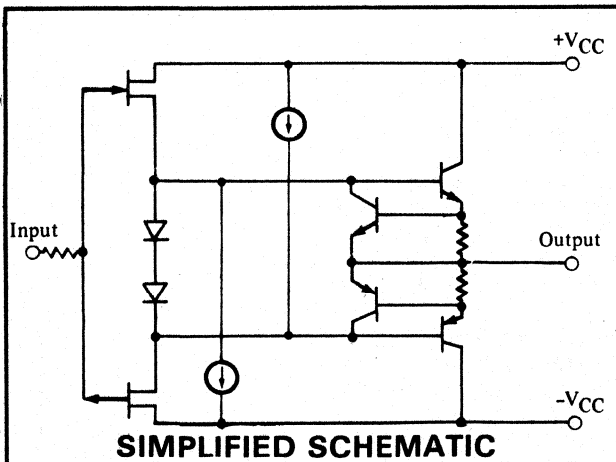 +VCC
Input
Output
-VCC
SIMPLIFIED SCHEMATIC